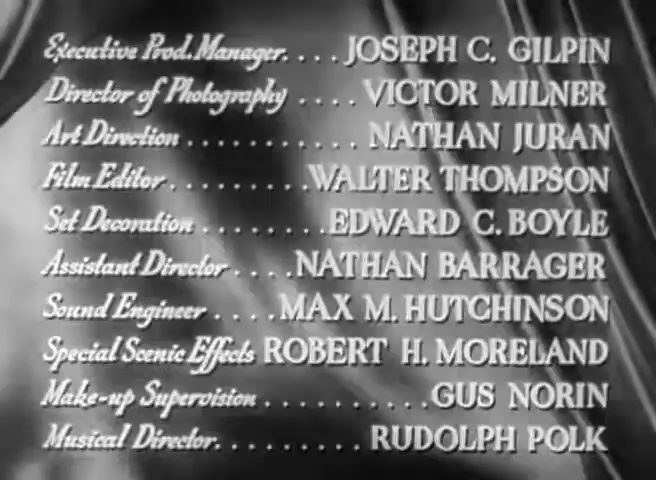 Executive Prod. Manager.... JOSEPH C. GILPIN
Director of Photography .... VICTOR MILNER
Art Direction ........... NATHAN JURAN
Film Editor......... WALTER THOMPSON
Set Decoration ........ EDWARD C. BOYLE
Assistant Director .... NATHAN BARRAGER
Sound Engineer .... MAX M. HUTCHINSON
Special Scenic Effects ROBERT H. MORELAND
Make-up Supervision .......... GUS NORIN
Musical Director......... RUDOLPH POLK